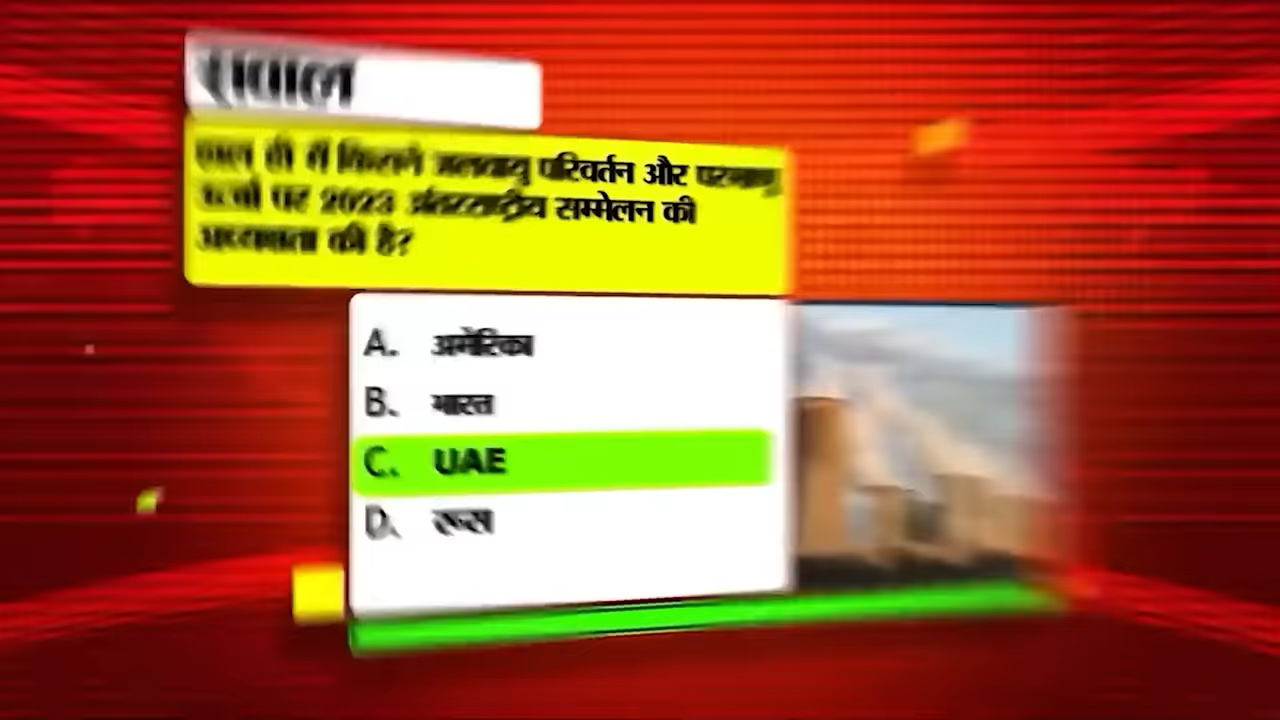 सवाल
हाल ही में किसने जलवायु परिवर्तन और परमाणु
ऊर्जा पर 2023 अंतरराष्ट्रीय सम्मेलन की
अध्यक्षता की है?
A. अमेरिका
B. भारत
C. UAE
D. रूस